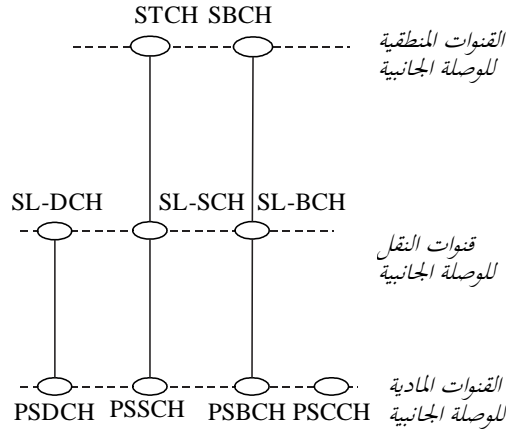 STCH SBCH
القنوات المنطقية
للوصلة الجانبية
SL-DCH SL-SCH SL-BCH
قنوات النقل
للوصلة الجانبية
القنوات المادية
للوصلة الجانبية
PSDCH PSSCH PSBCH PSCCH